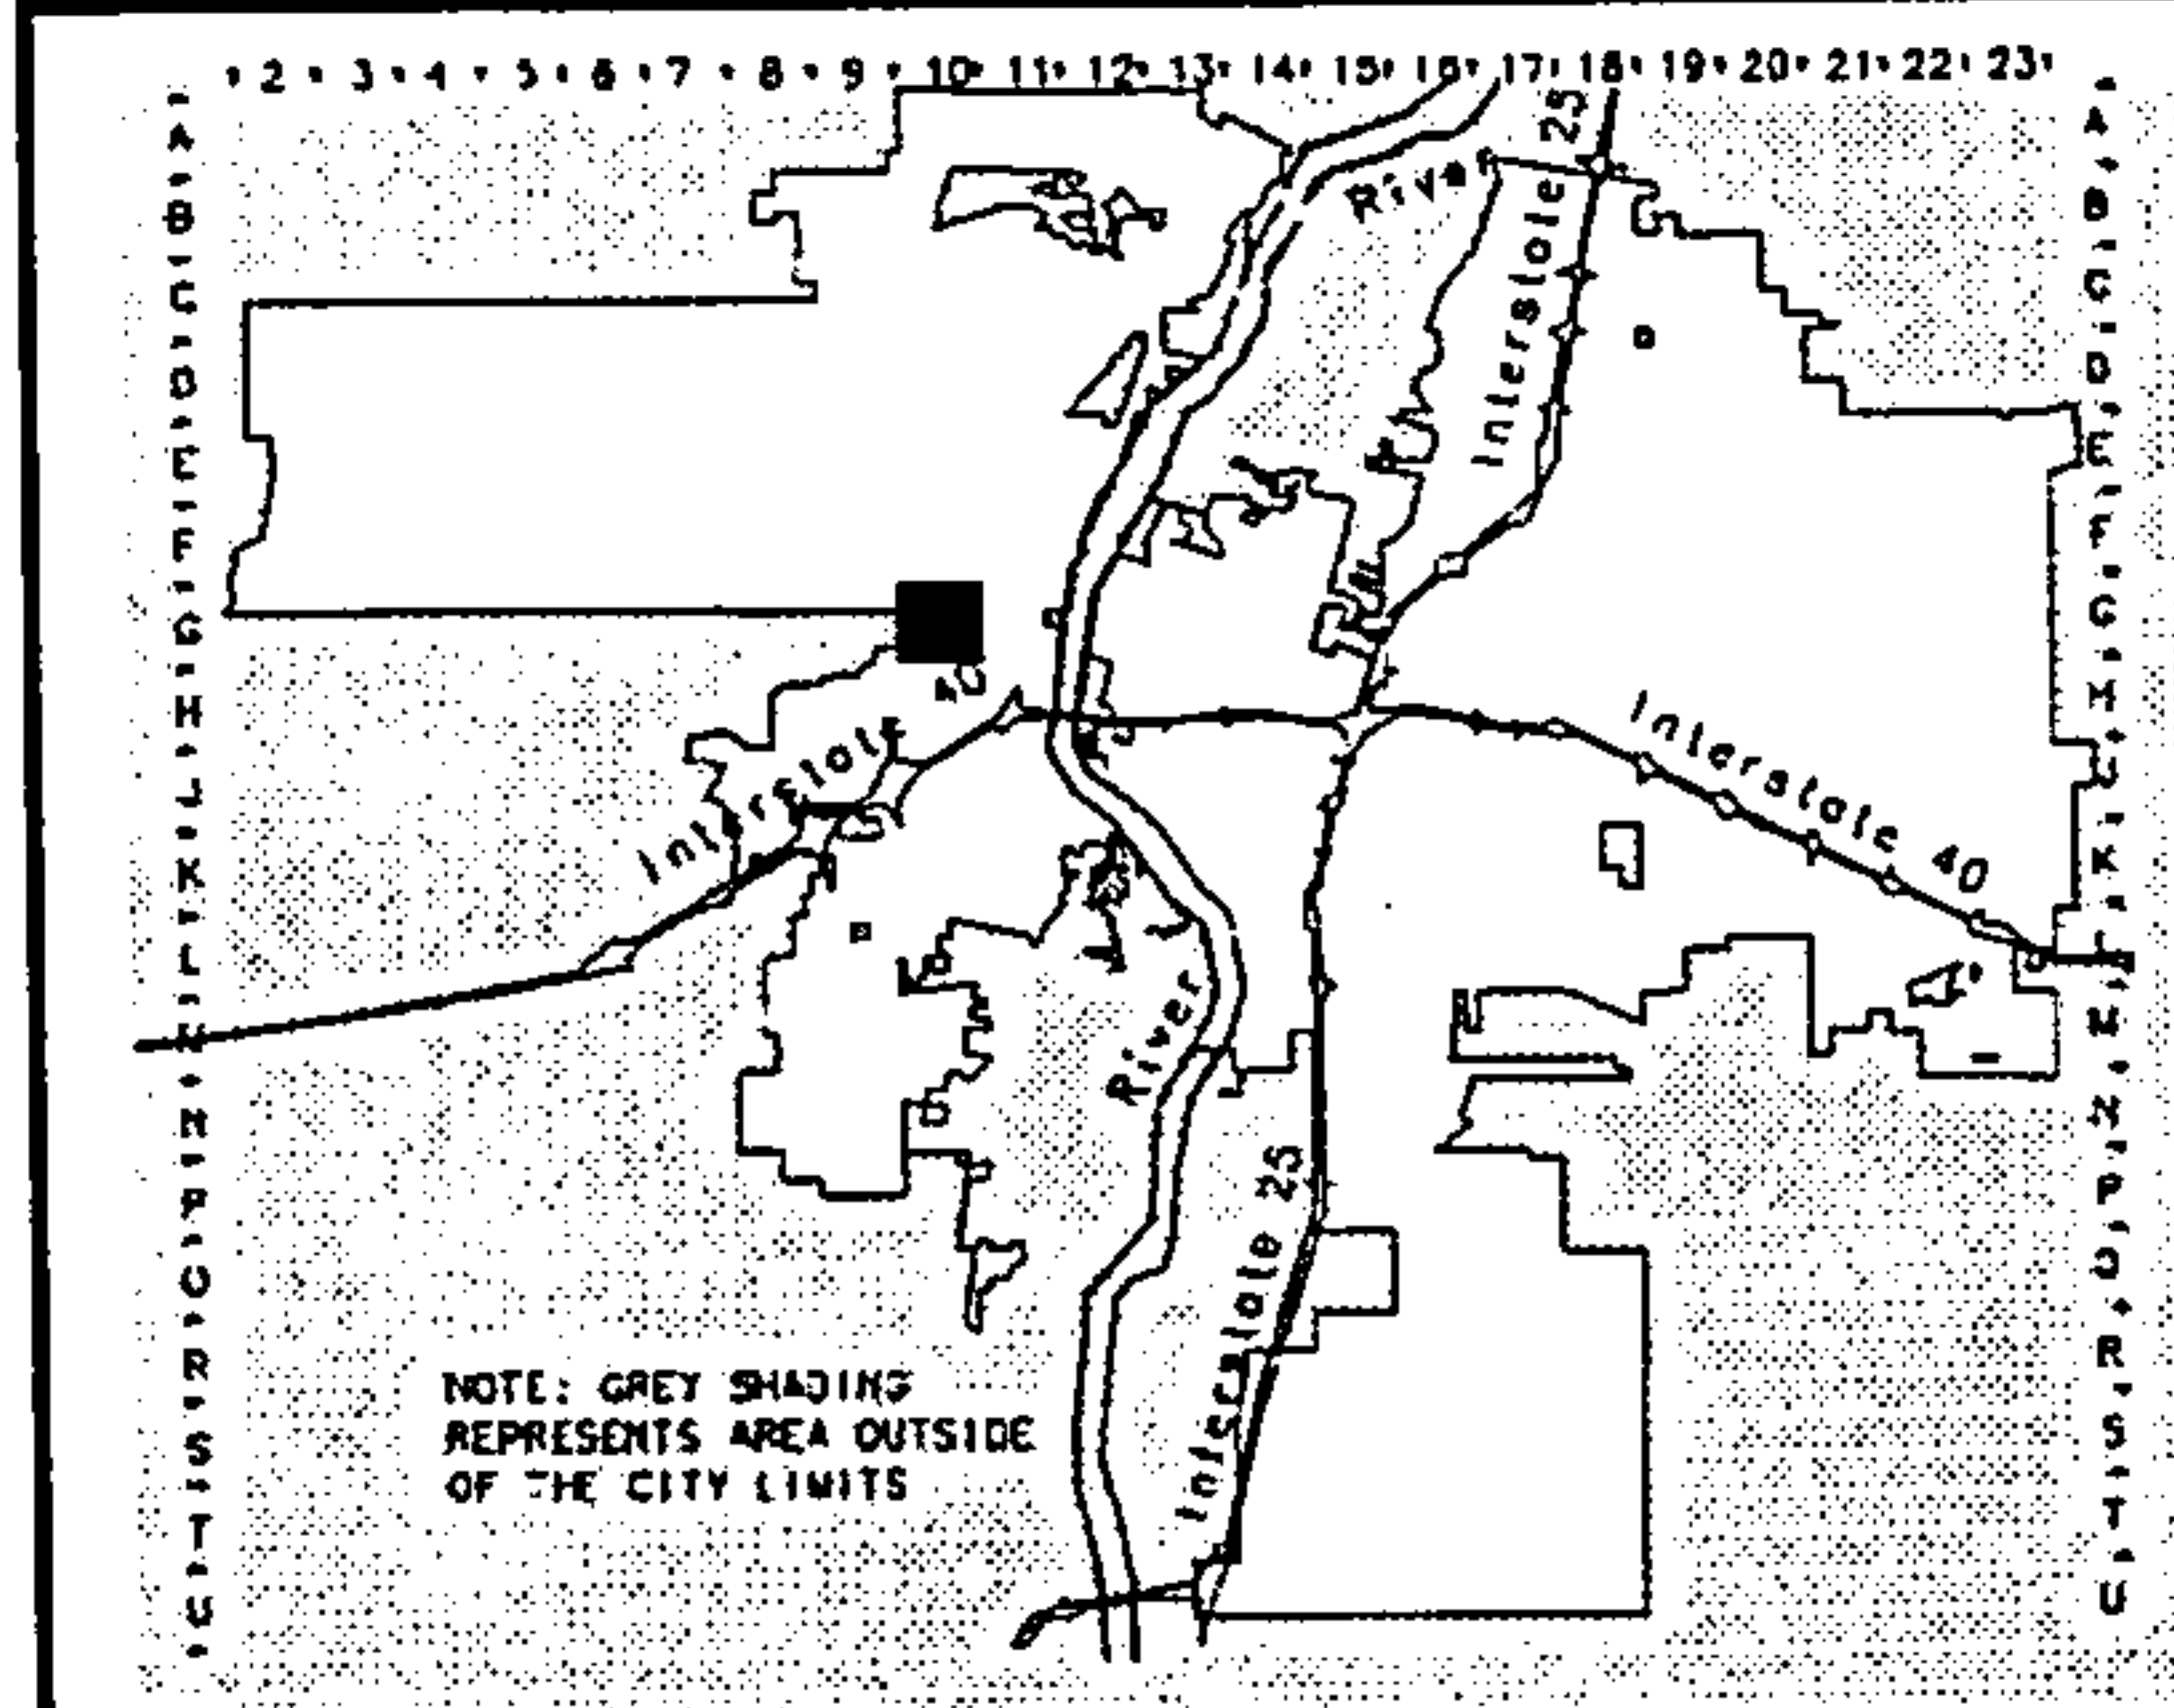 2 3 4 5 6 7 8 9 10 11 12 13 14 15 16 17 18 19 20 21 22 23
A A
B B
C C
D D
E E
F F
G G
H H
J J
K K
L L
M M
N N
P P
Q Q
R R
S S
T T
U U
River
Interstate 25
Interstate 40
Interstate 40
River
Interstate 25
NOTE: GREY SHADING
REPRESENTS AREA OUTSIDE
OF THE CITY LIMITS